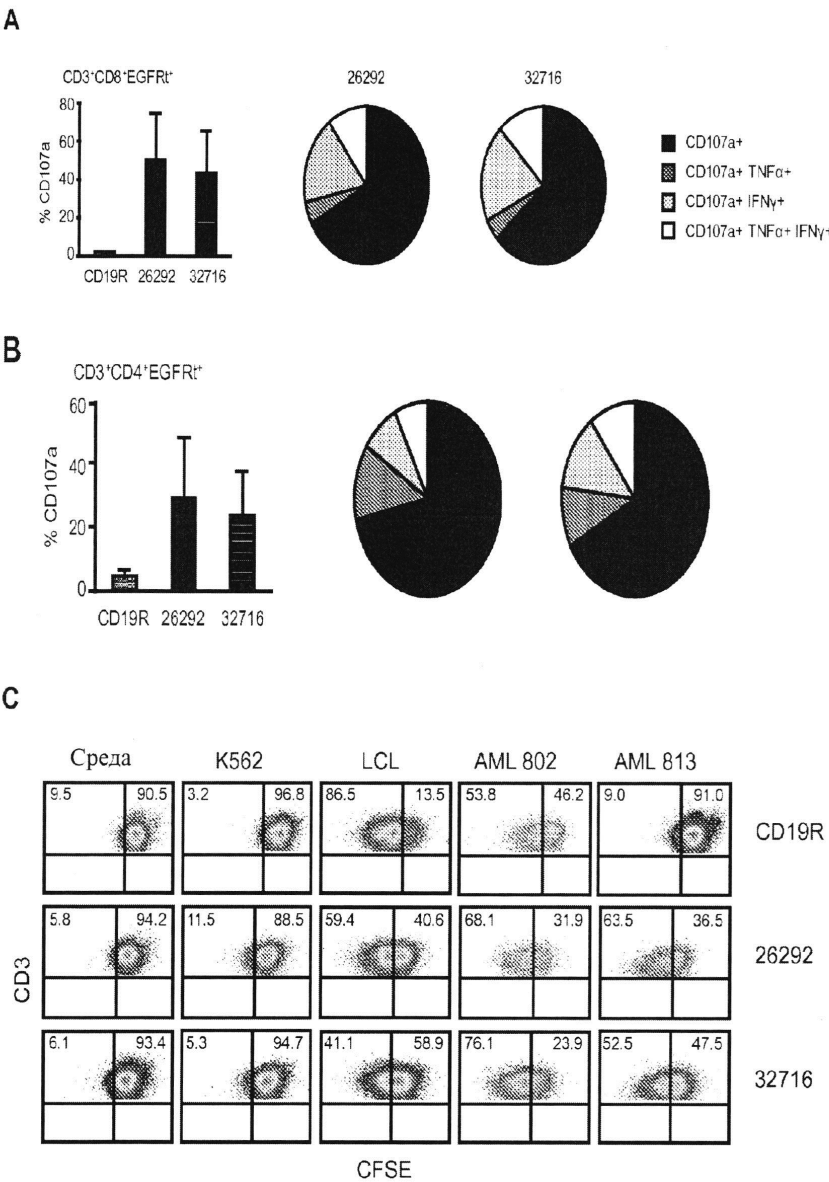 A
CD3⁺CD8⁺EGFRt⁺
% CD107a
80
60
40
20
0
CD19R 26292 32716
26292
32716
CD107a+
CD107a+ TNFα+
CD107a+ IFNγ+
CD107a+ TNFα+ IFNγ+
B
CD3⁺CD4⁺EGFRt⁺
% CD107a
60
40
20
0
CD19R 26292 32716
C
Среда K562 LCL AML 802 AML 813
9.5 90.5 3.2 96.8 86.5 13.5 53.8 46.2 9.0 91.0
CD19R
5.8 94.2 11.5 88.5 59.4 40.6 68.1 31.9 63.5 36.5
26292
6.1 93.4 5.3 94.7 41.1 58.9 76.1 23.9 52.5 47.5
32716
CD3
CFSE